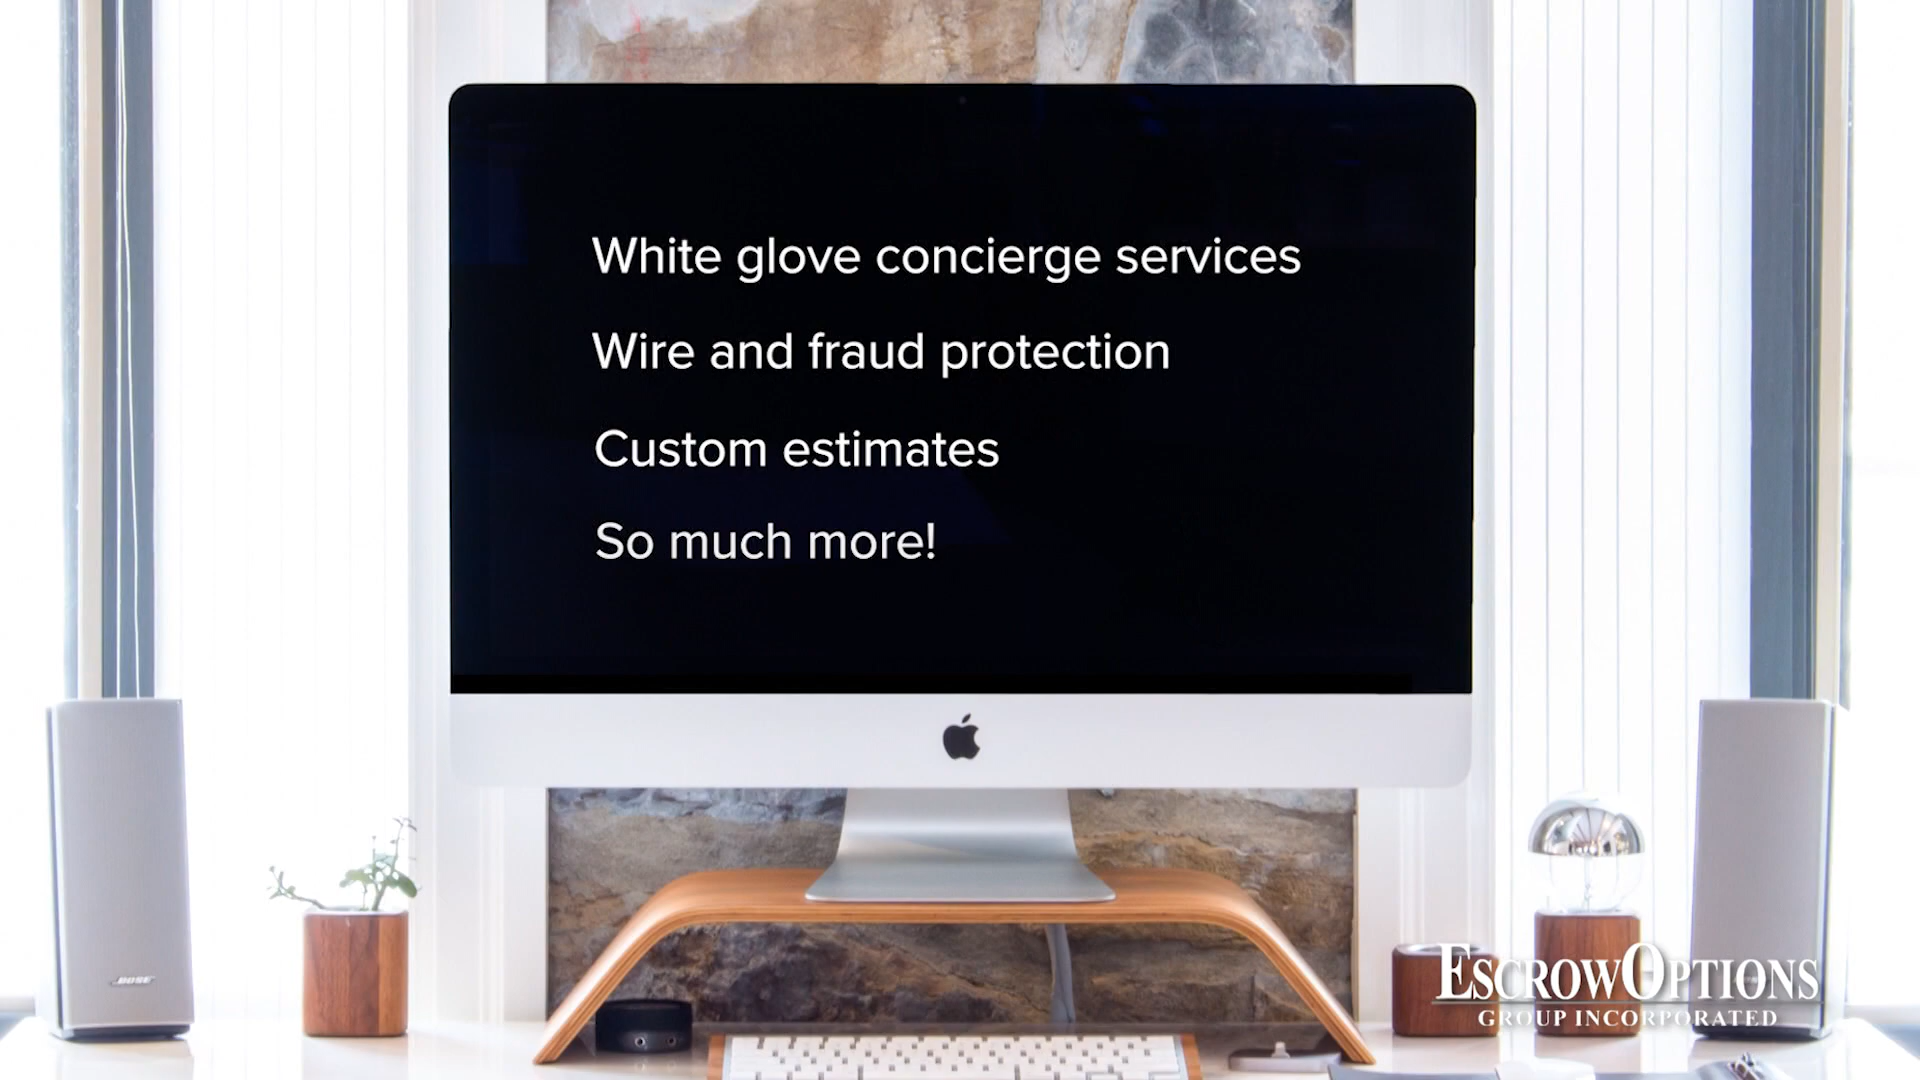 White glove concierge services
Wire and fraud protection
Custom estimates
So much more!
BOSE
ESCROWOPTIONS
GROUP INCORPORATED